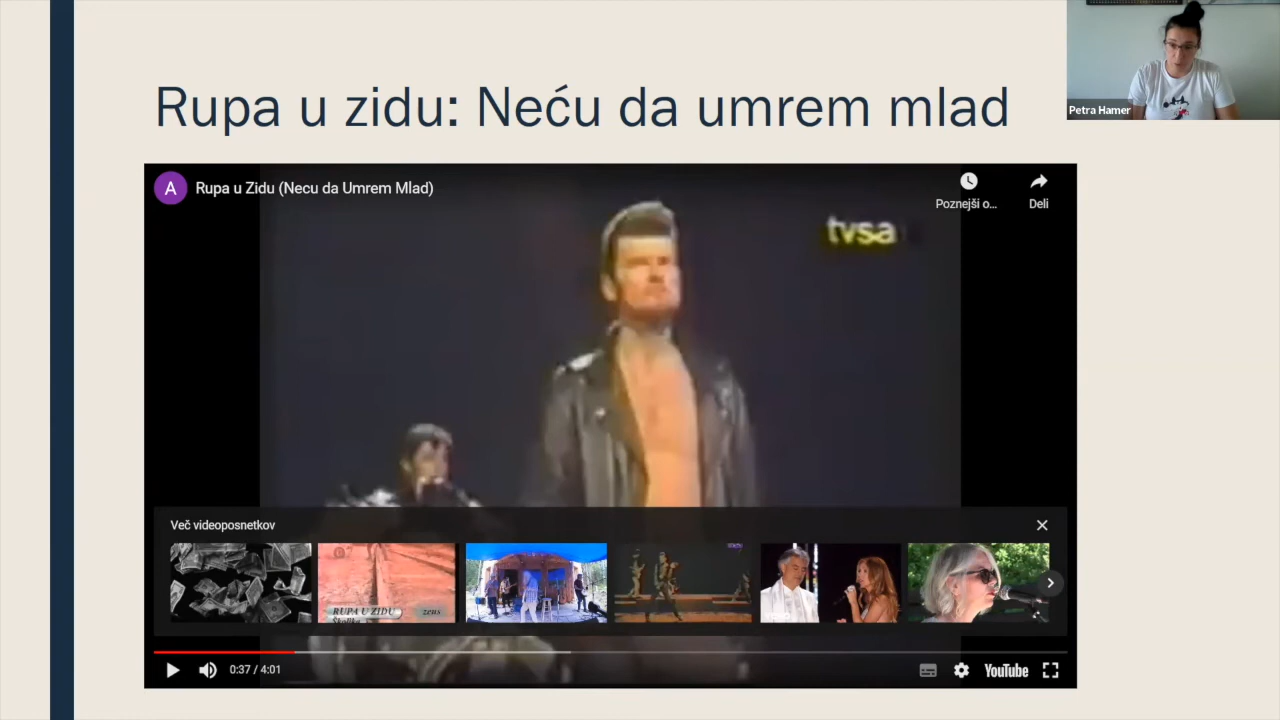 Rupa u zidu: Neću da umrem mlad
Petra Hamer
A
Rupa u Zidu (Necu da Umrem Mlad)
Poznejši o...
Deli
tvsa
Več videoposnetkov
RUPA U ZIDU
zeus
0:37 / 4:01
YouTube